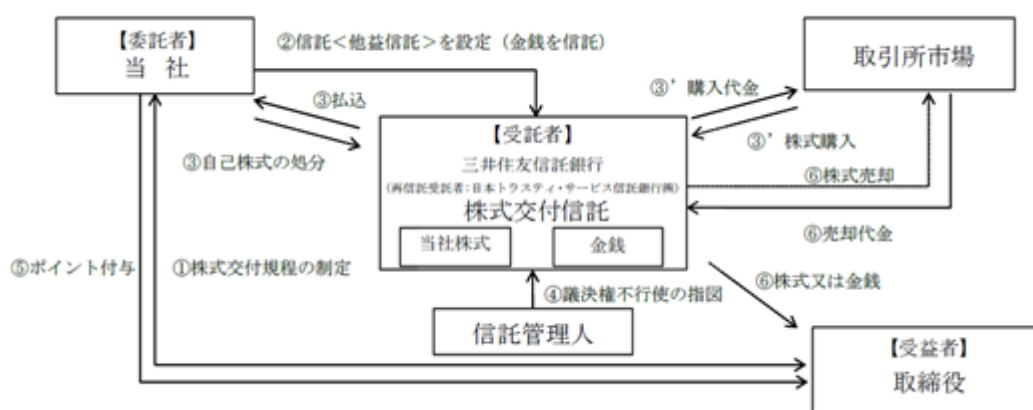 【委託者】
当 社
②信託<他益信託>を設定(金銭を信託)
取引所市場
③払込
③自己株式の処分
③’購入代金
③’株式購入
【受託者】
三井住友信託銀行
(再信託受託者:日本トラスティ・サービス信託銀行㈱)
株式交付信託
当社株式
金銭
⑥株式売却
⑥売却代金
⑤ポイント付与
①株式交付規程の制定
④議決権不行使の指図
⑥株式又は金銭
信託管理人
【受益者】
取締役